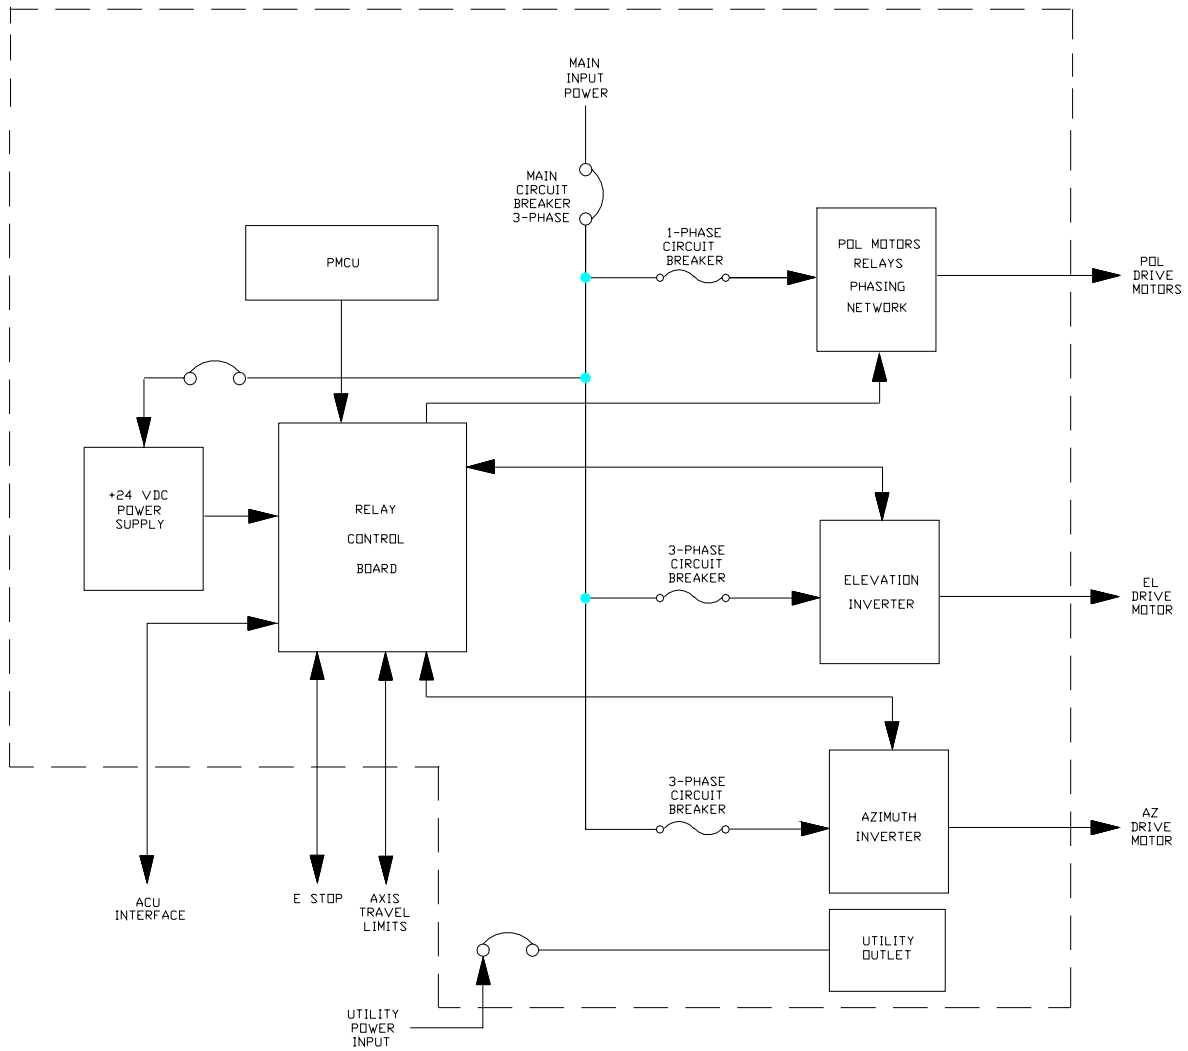 MAIN
INPUT
POWER
MAIN
CIRCUIT
BREAKER
3-PHASE
1-PHASE
CIRCUIT
BREAKER
POL MOTORS
RELAYS
PHASING
NETWORK
POL
DRIVE
MOTORS
PMCU
+24 VDC
POWER
SUPPLY
RELAY
CONTROL
BOARD
3-PHASE
CIRCUIT
BREAKER
ELEVATION
INVERTER
EL
DRIVE
MOTOR
3-PHASE
CIRCUIT
BREAKER
AZIMUTH
INVERTER
AZ
DRIVE
MOTOR
ACU
INTERFACE
E STOP
AXIS
TRAVEL
LIMITS
UTILITY
OUTLET
UTILITY
POWER
INPUT